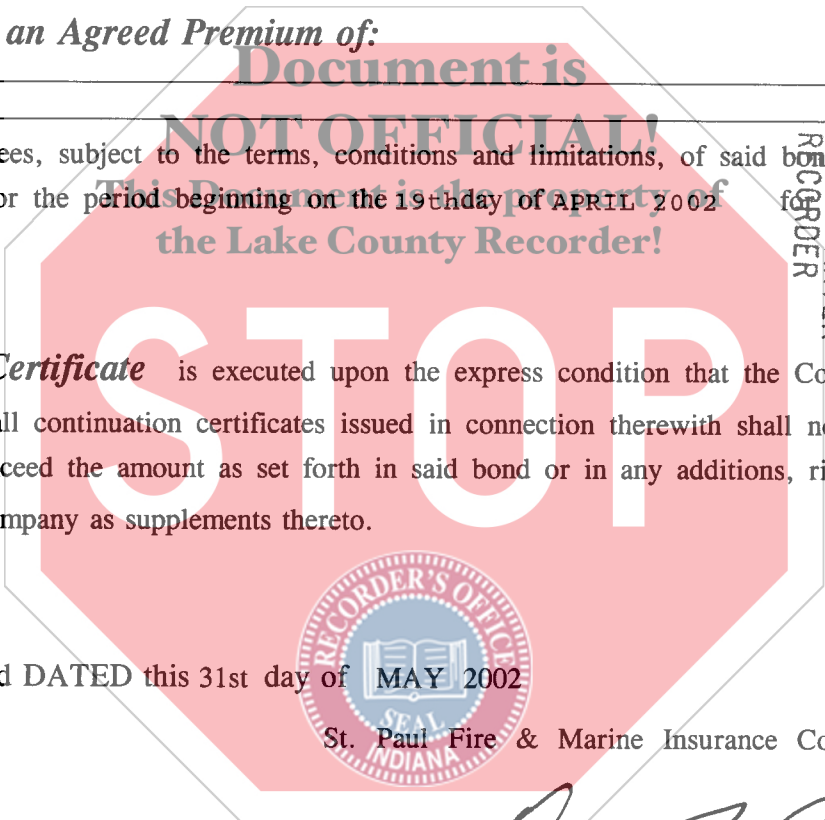 an Agreed Premium of:
Document is
NOT OFFICIAL!
ees, subject to the terms, conditions and limitations, of said bon
This Document is the property of
or the period beginning on the 19thday of APRIL 2002 for
the Lake County Recorder!
RECORDER
STOP
Certificate is executed upon the express condition that the Co
all continuation certificates issued in connection therewith shall no
ceed the amount as set forth in said bond or in any additions, ri
mpany as supplements thereto.
RECORDER'S OFFICE
SEAL
INDIANA
d DATED this 31st day of MAY 2002
St. Paul Fire & Marine Insurance Co